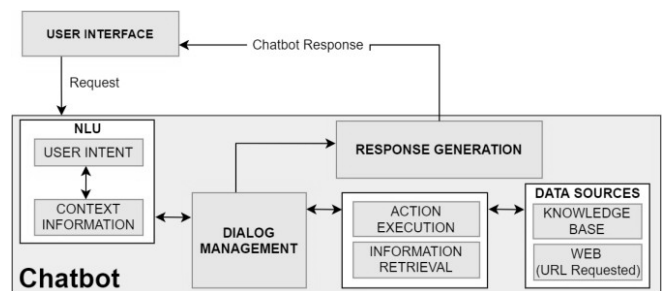 USER INTERFACE
Chatbot Response
Request
NLU
USER INTENT
CONTEXT
INFORMATION
RESPONSE GENERATION
DIALOG
MANAGEMENT
ACTION
EXECUTION
INFORMATION
RETRIEVAL
DATA SOURCES
KNOWLEDGE
BASE
WEB
(URL Requested)
Chatbot